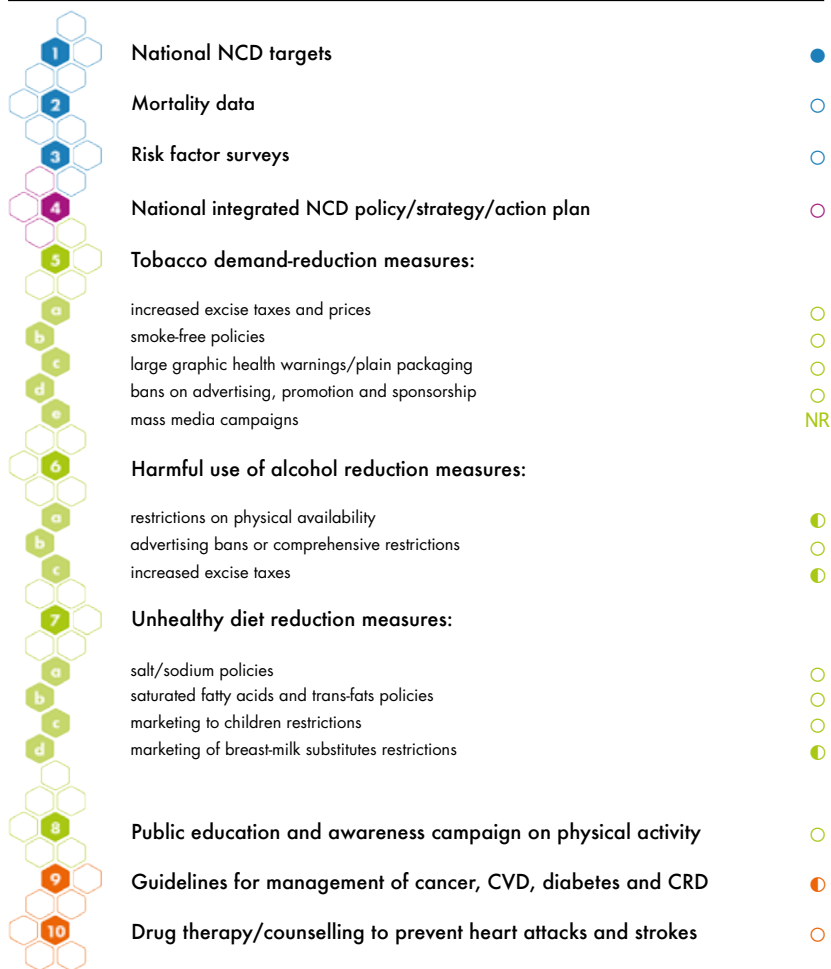 1 National NCD targets ●
2 Mortality data ○
3 Risk factor surveys ○
4 National integrated NCD policy/strategy/action plan ○
5 Tobacco demand-reduction measures:
a increased excise taxes and prices ○
b smoke-free policies ○
c large graphic health warnings/plain packaging ○
d bans on advertising, promotion and sponsorship ○
e mass media campaigns NR
6 Harmful use of alcohol reduction measures:
a restrictions on physical availability ◐
b advertising bans or comprehensive restrictions ○
c increased excise taxes ◐
7 Unhealthy diet reduction measures:
a salt/sodium policies ○
b saturated fatty acids and trans-fats policies ○
c marketing to children restrictions ○
d marketing of breast-milk substitutes restrictions ◐
8 Public education and awareness campaign on physical activity ○
9 Guidelines for management of cancer, CVD, diabetes and CRD ◐
10 Drug therapy/counselling to prevent heart attacks and strokes ○